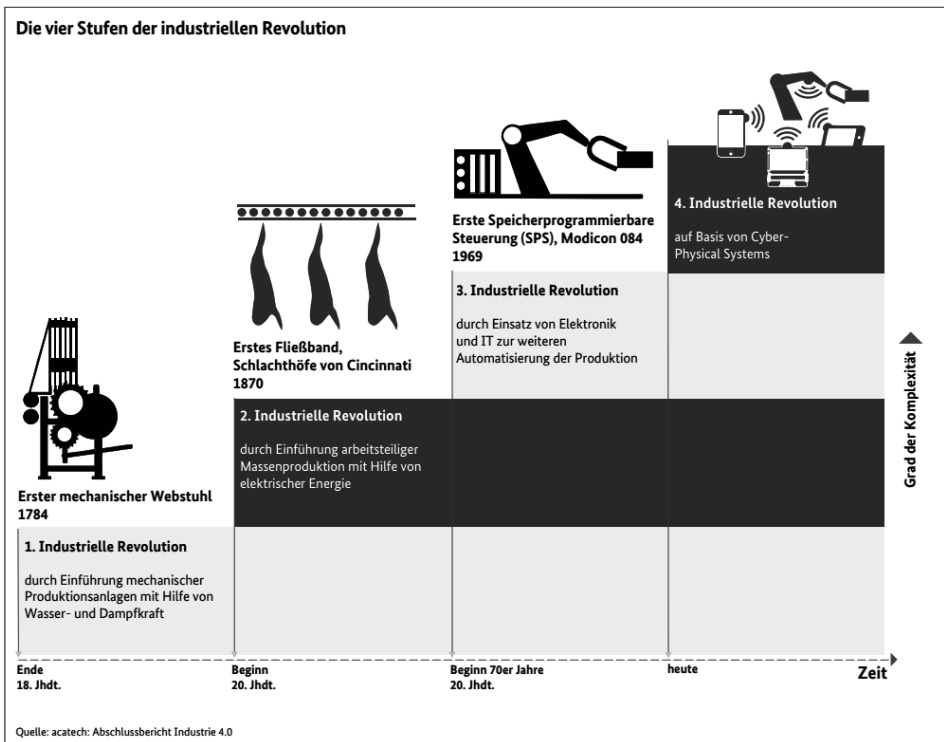 Die vier Stufen der industriellen Revolution
Erster mechanischer Webstuhl
1784
1. Industrielle Revolution
durch Einführung mechanischer
Produktionsanlagen mit Hilfe von
Wasser- und Dampfkraft
Erstes Fließband,
Schlachthöfe von Cincinnati
1870
2. Industrielle Revolution
durch Einführung arbeitsteiliger
Massenproduktion mit Hilfe von
elektrischer Energie
Erste Speicherprogrammierbare
Steuerung (SPS), Modicon 084
1969
3. Industrielle Revolution
durch Einsatz von Elektronik
und IT zur weiteren
Automatisierung der Produktion
4. Industrielle Revolution
auf Basis von Cyber-
Physical Systems
Grad der Komplexität
Ende
18. Jhdt.
Beginn
20. Jhdt.
Beginn 70er Jahre
20. Jhdt.
heute
Zeit
Quelle: acatech: Abschlussbericht Industrie 4.0